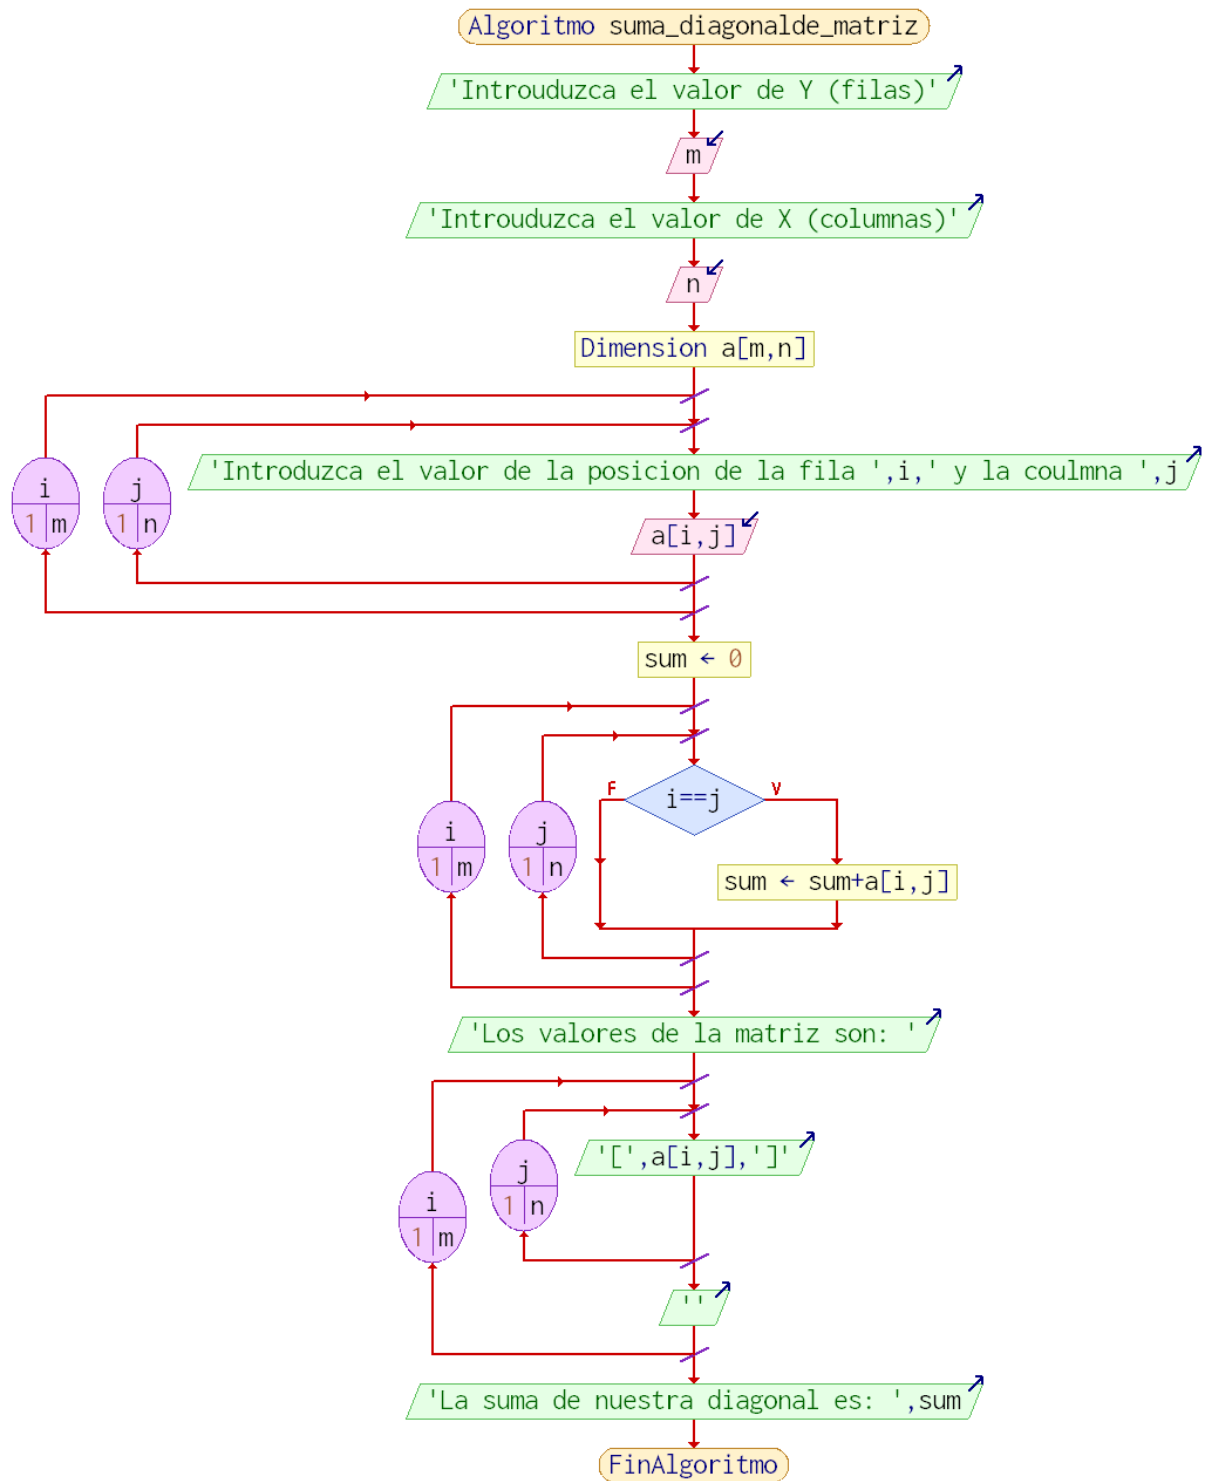 Algoritmo suma_diagonalde_matriz
'Introuduzca el valor de Y (filas)'
m
'Introuduzca el valor de X (columnas)'
n
Dimension a[m,n]
i
1 m
j
1 n
'Introduzca el valor de la posicion de la fila ',i,' y la coulmna ',j
a[i,j]
sum ← 0
i
1 m
j
1 n
F
i==j
V
sum ← sum+a[i,j]
'Los valores de la matriz son: '
i
1 m
j
1 n
'[',a[i,j],']'
''
'La suma de nuestra diagonal es: ',sum
FinAlgoritmo